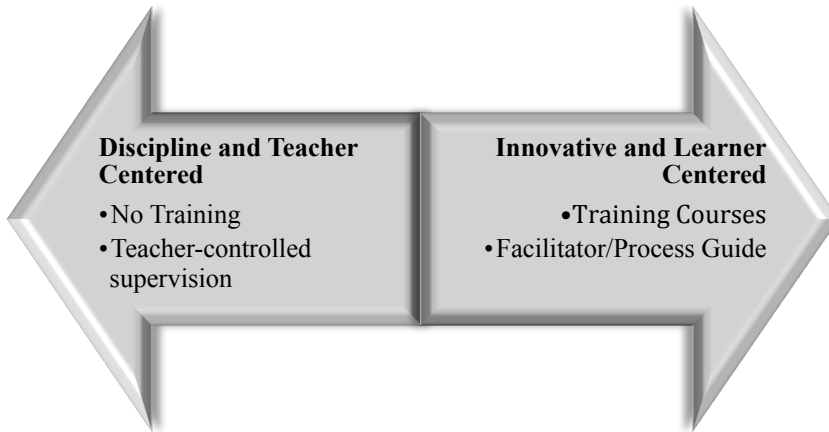 Discipline and Teacher
Centered
•No Training
•Teacher-controlled
supervision
Innovative and Learner
Centered
•Training Courses
•Facilitator/Process Guide